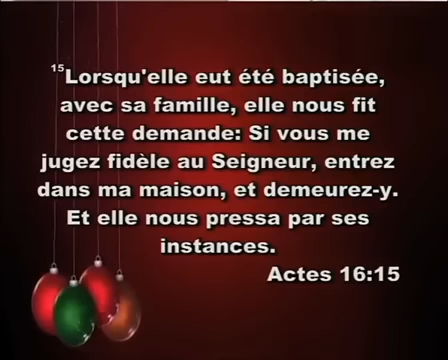 15Lorsqu'elle eut été baptisée,
avec sa famille, elle nous fit
cette demande: Si vous me
jugez fidèle au Seigneur, entrez
dans ma maison, et demeurez-y.
Et elle nous pressa par ses
instances.
Actes 16:15